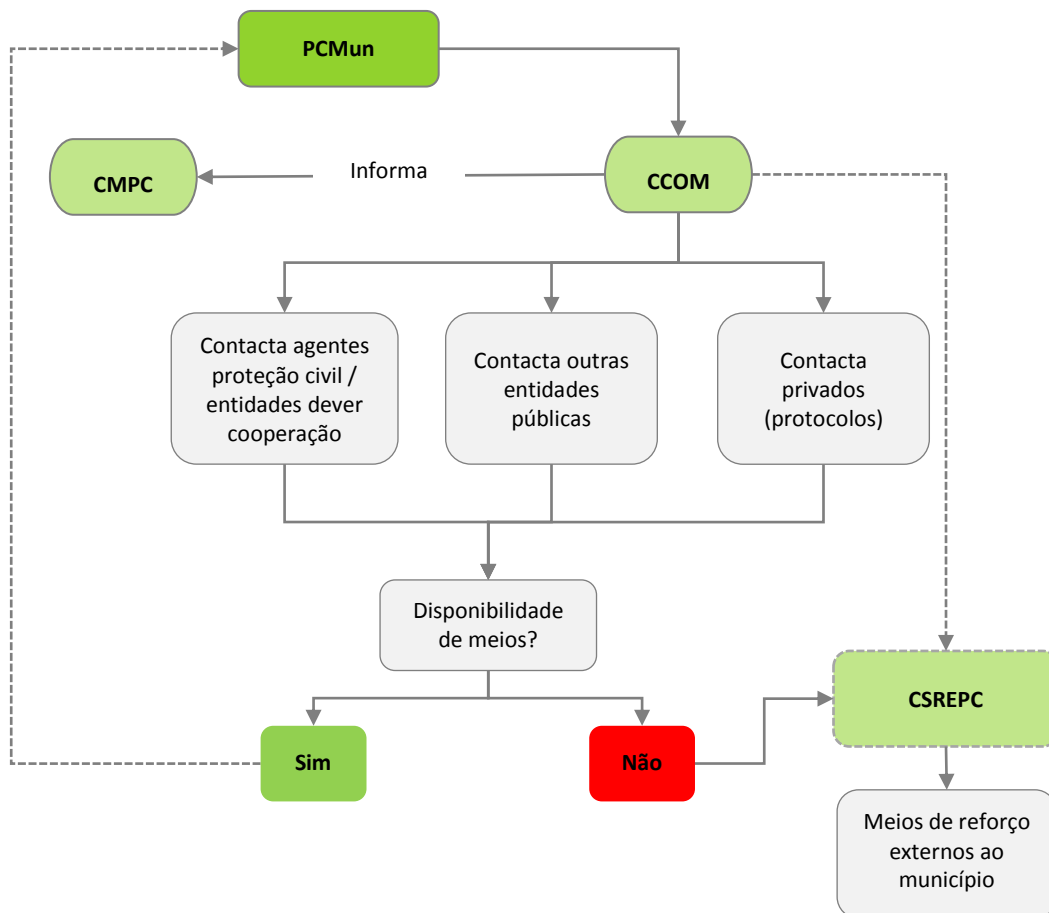 PCMun
CMPC
Informa
CCOM
Contacta agentes
proteção civil /
entidades dever
cooperação
Contacta outras
entidades
públicas
Contacta
privados
(protocolos)
Disponibilidade
de meios?
Sim
Não
CSREPC
Meios de reforço
externos ao
município